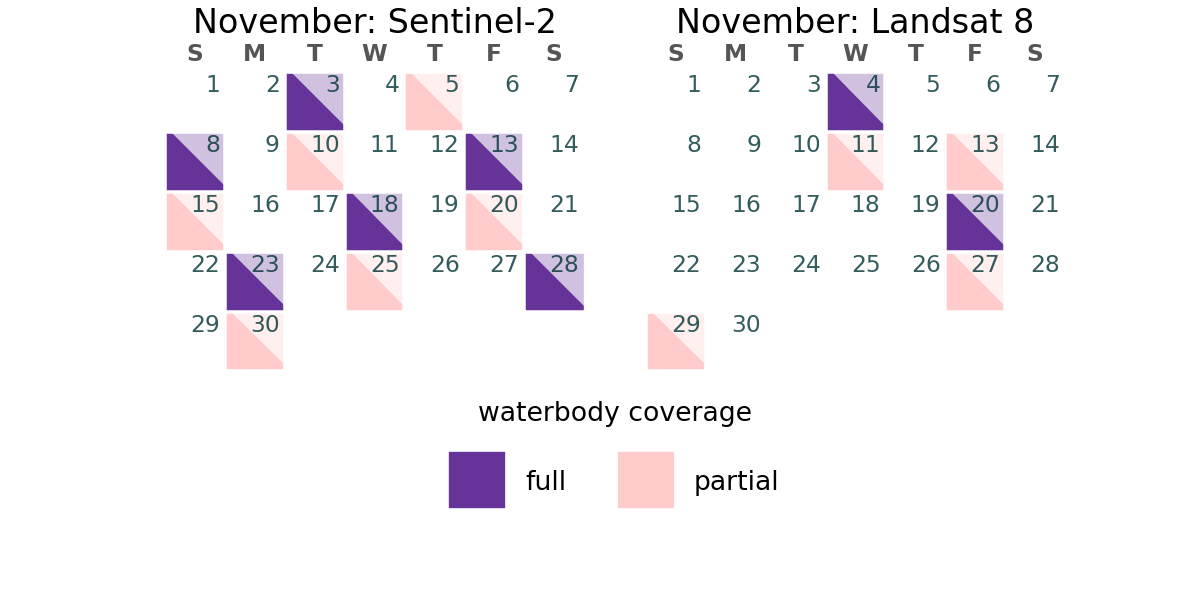 November: Sentinel-2
S M T W T F S
1 2 3 4 5 6 7
8 9 10 11 12 13 14
15 16 17 18 19 20 21
22 23 24 25 26 27 28
29 30
November: Landsat 8
S M T W T F S
1 2 3 4 5 6 7
8 9 10 11 12 13 14
15 16 17 18 19 20 21
22 23 24 25 26 27 28
29 30
waterbody coverage
full partial